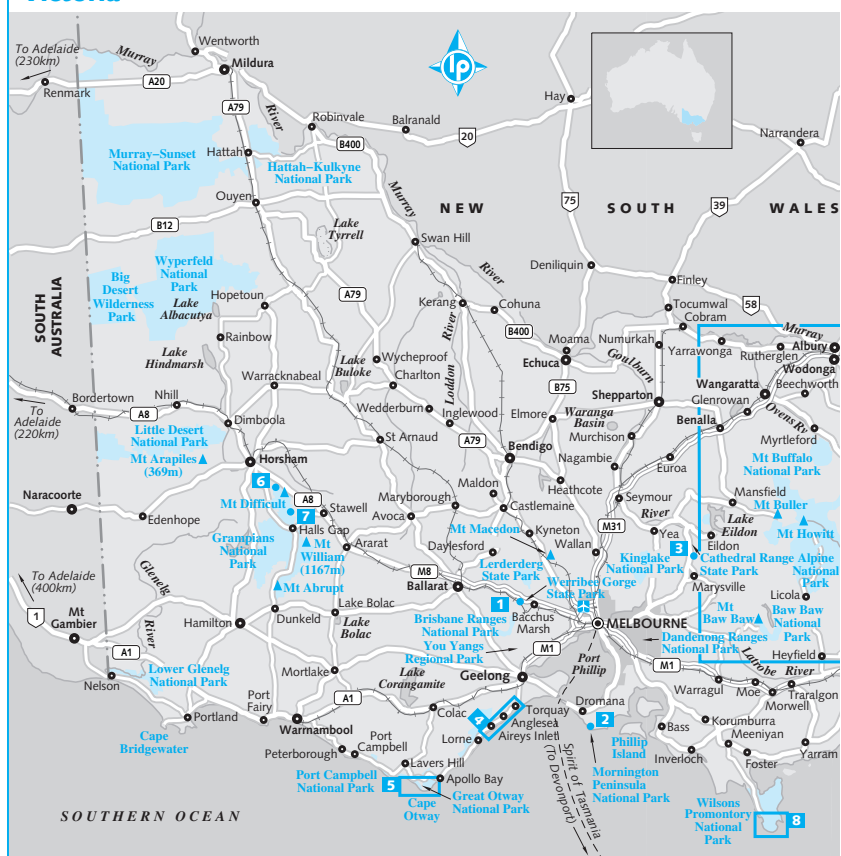 To Adelaide
(230km)
Murray
Wentworth
Mildura
Renmark
A20
A79
River
Robinvale
Balranald
Hay
Narrandera
20
B400
Murray–Sunset
National Park
Hattah
Hattah–Kulkyne
National Park
Ouyen
Murray
B12
Lake
Tyrrell
NEW
SOUTH
WALES
75
39
Swan Hill
River
Deniliquin
Finley
Wyperfeld
National
Park
Big
Desert
Wilderness
Park
Lake
Albacutya
Hopetoun
A79
Kerang
Cohuna
Tocumwal
Cobram
58
SOUTH
AUSTRALIA
Rainbow
Lake
Hindmarsh
Lake
Buloke
Wycheproof
River
Loddon
B400
Moama
Echuca
Numurkah
Goulburn
Yarrawonga
Murray
Rutherglen
Albury
Wodonga
Warracknabeal
Charlton
B75
Shepparton
Wangaratta
Beechworth
Bordertown
Nhill
A8
To
Adelaide
(220km)
Dimboola
Wedderburn
Inglewood
Elmore
Waranga
Basin
Glenrowan
Benalla
Ovens Rv
Little Desert
National Park
Mt Arapiles
(369m)
St Arnaud
A79
Bendigo
Murchison
Myrtleford
Mt Buffalo
National Park
Horsham
Nagambie
Euroa
6
Mt Difficult
7
A8
Stawell
Maryborough
Maldon
Castlemaine
Heathcote
Seymour
Mansfield
Mt Buller
Naracoorte
Edenhope
Halls Gap
Avoca
River
Lake
Eildon
Mt Howitt
Grampians
National
Park
Mt
William
(1167m)
Ararat
Daylesford
Mt Macedon
Kyneton
Wallan
M31
Yea
Eildon
Lerderderg
State Park
Kinglake
National Park
3
Cathedral Range
State Park
Alpine
National
Park
To Adelaide
(400km)
Glenelg
River
Mt Abrupt
M8
Ballarat
Werribee Gorge
State Park
Marysville
Licola
1
Mt
Gambier
Hamilton
Dunkeld
Lake Bolac
Lake
Bolac
1
Bacchus
Marsh
Brisbane Ranges
National Park
MELBOURNE
Mt
Baw Baw
Baw Baw
National
Park
You Yangs
Regional Park
Dandenong Ranges
National Park
A1
M1
Port
Phillip
M1
Latrobe
River
Heyfield
Lower Glenelg
National Park
Mortlake
Lake
Corangamite
Geelong
Nelson
A1
Warragul
Moe
Traralgon
Morwell
Portland
Port
Fairy
Warrnambool
Colac
4
Torquay
Anglesea
Aireys Inlet
Dromana
2
Bass
Korumburra
Meeniyan
Cape
Bridgewater
Port
Campbell
Peterborough
Lorne
Phillip
Island
Inverloch
Foster
Yarram
Lavers Hill
Port Campbell
National Park
5
Apollo Bay
Cape
Otway
Great Otway
National Park
Spirit of Tasmania
(To Devonport)
Mornington
Peninsula
National Park
Wilsons
Promontory
National
Park
8
SOUTHERN OCEAN
lp